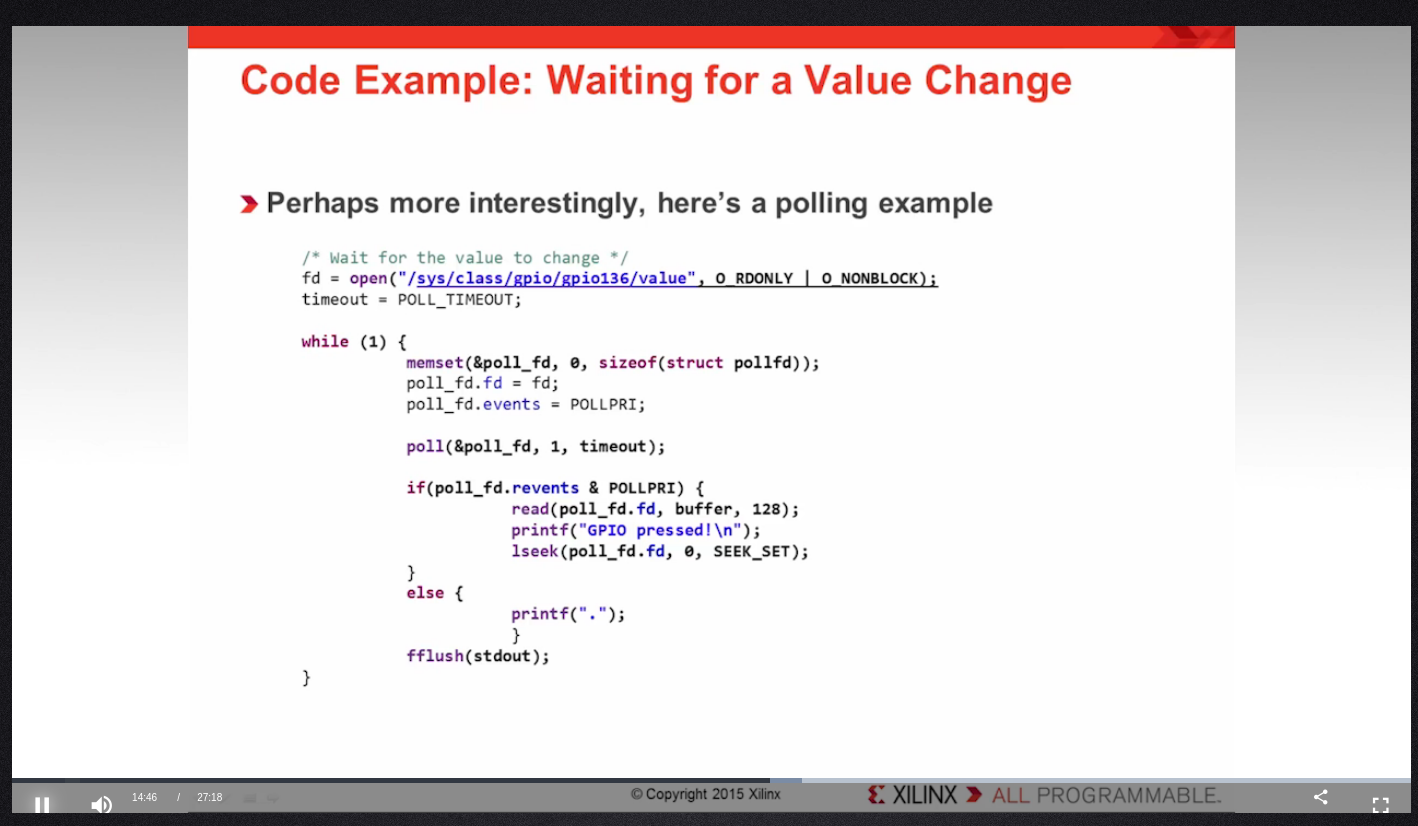 Code Example: Waiting for a Value Change
Perhaps more interestingly, here’s a polling example
/* Wait for the value to change */
fd = open("/sys/class/gpio/gpio136/value", O_RDONLY | O_NONBLOCK);
timeout = POLL_TIMEOUT;
while (1) {
memset(&poll_fd, 0, sizeof(struct pollfd));
poll_fd.fd = fd;
poll_fd.events = POLLPRI;
poll(&poll_fd, 1, timeout);
if(poll_fd.revents & POLLPRI) {
read(poll_fd.fd, buffer, 128);
printf("GPIO pressed!\n");
lseek(poll_fd.fd, 0, SEEK_SET);
}
else {
printf(".");
}
fflush(stdout);
}
14:46 / 27:18
© Copyright 2015 Xilinx
XILINX ALL PROGRAMMABLE.